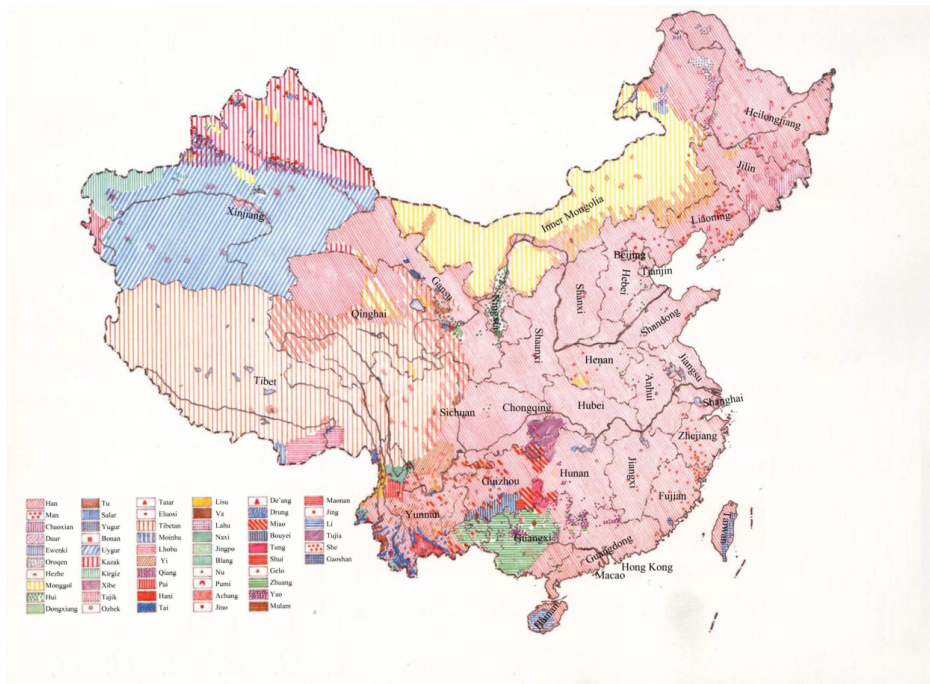 Heilongjiang
Jilin
Liaoning
Inner Mongolia
Xinjiang
Beijing
Tianjin
Hebei
Gansu
Ningxia
Shanxi
Qinghai
Shandong
Shaanxi
Henan
Jiangsu
Anhui
Tibet
Shanghai
Sichuan
Chongqing
Hubei
Zhejiang
Guizhou
Hunan
Jiangxi
Fujian
Yunnan
Guangxi
Taiwan
Guangdong
Hong Kong
Macao
Hainan
Han
Man
Chaoxian
Daur
Ewenki
Oroqen
Hezhe
Monggol
Hui
Dongxiang
Tu
Salar
Yugur
Bonan
Uygur
Kazak
Kirgiz
Xibe
Tajik
Ozbek
Tatar
Eluosi
Tibetan
Moinba
Lhoba
Yi
Qiang
Pai
Hani
Tai
Lisu
Va
Lahu
Naxi
Jingpo
Blang
Nu
Pumi
Achang
Jino
De'ang
Drung
Miao
Bouyei
Tung
Shui
Gelo
Zhuang
Yao
Mulam
Maonan
Jing
Li
Tujia
She
Gaoshan